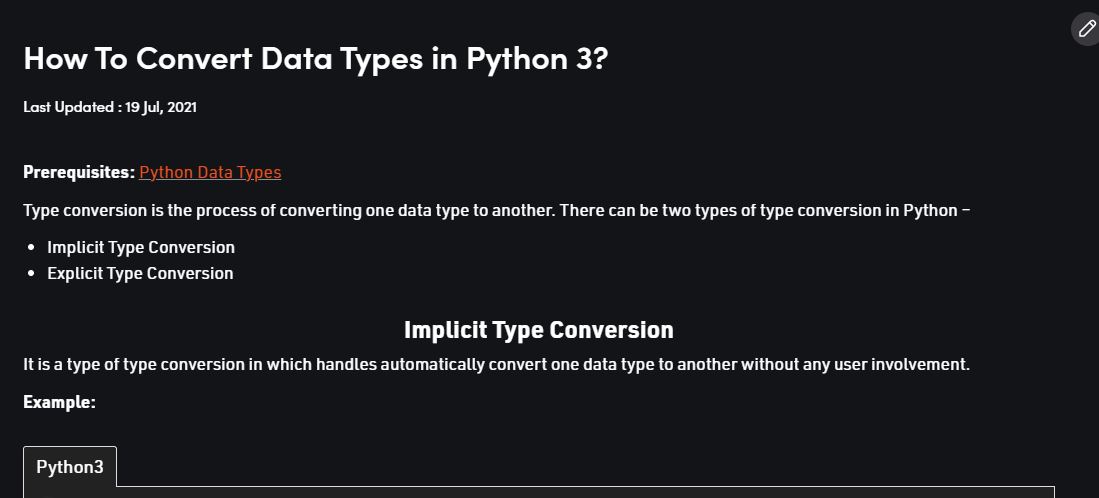 How To Convert Data Types in Python 3?
Last Updated : 19 Jul, 2021
Prerequisites: Python Data Types
Type conversion is the process of converting one data type to another. There can be two types of type conversion in Python –
• Implicit Type Conversion
• Explicit Type Conversion
Implicit Type Conversion
It is a type of type conversion in which handles automatically convert one data type to another without any user involvement.
Example:
Python3